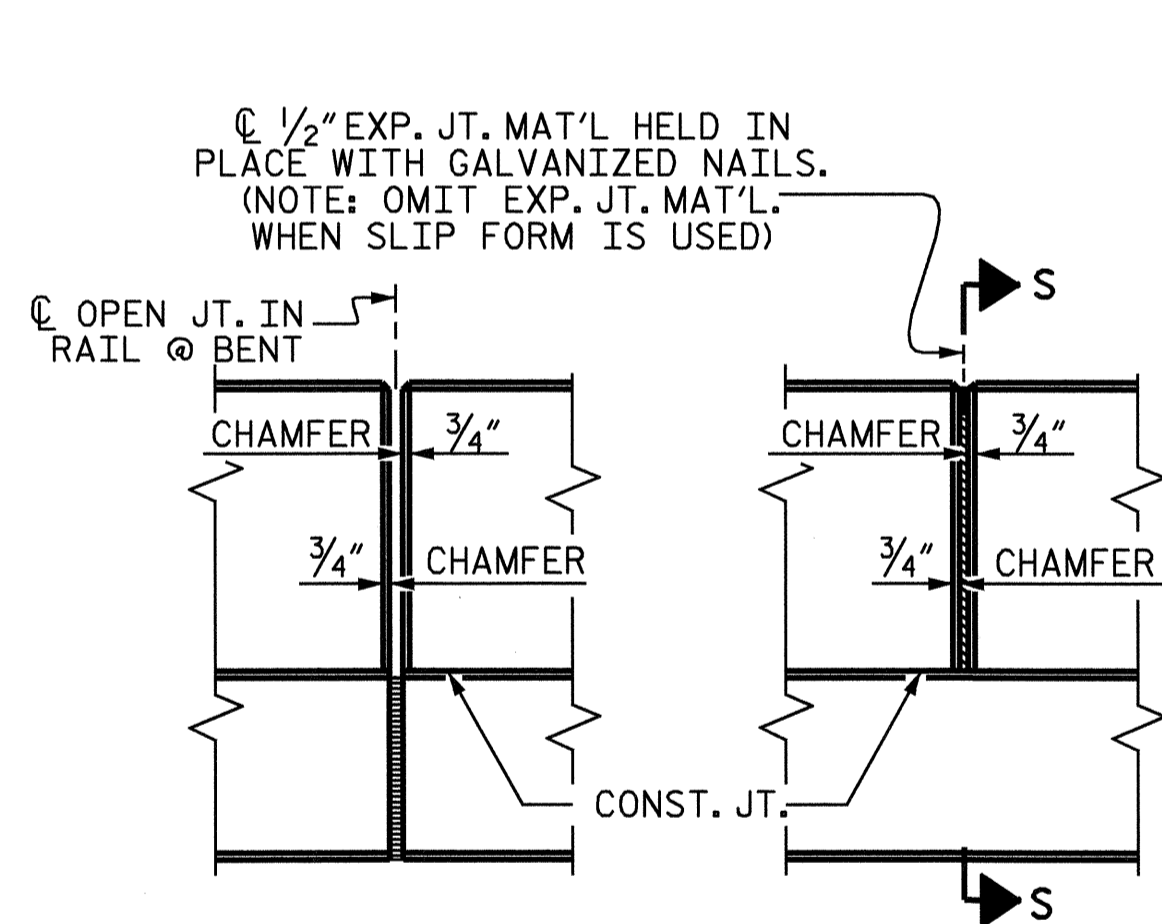 ℄ 1/2" EXP. JT. MAT'L HELD IN
PLACE WITH GALVANIZED NAILS.
(NOTE: OMIT EXP. JT. MAT'L.
WHEN SLIP FORM IS USED)
S
℄ OPEN JT. IN
RAIL @ BENT
CHAMFER
3/4"
CHAMFER
3/4"
3/4"
CHAMFER
3/4"
CHAMFER
CONST. JT.
S